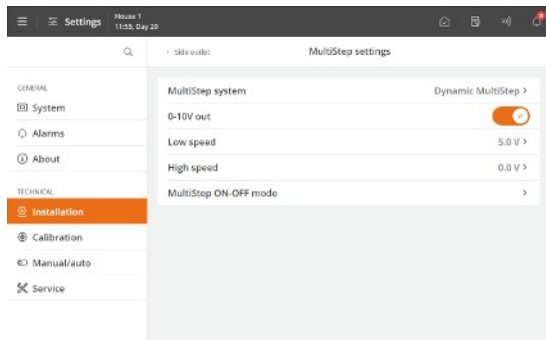 Settings
House 1
11:55, Day 29
Side outlet
MultiStep settings
GENERAL
System
Alarms
About
TECHNICAL
Installation
Calibration
Manual/auto
Service
MultiStep system Dynamic MultiStep
0-10V out
Low speed 5.0 V
High speed 0.0 V
MultiStep ON-OFF mode